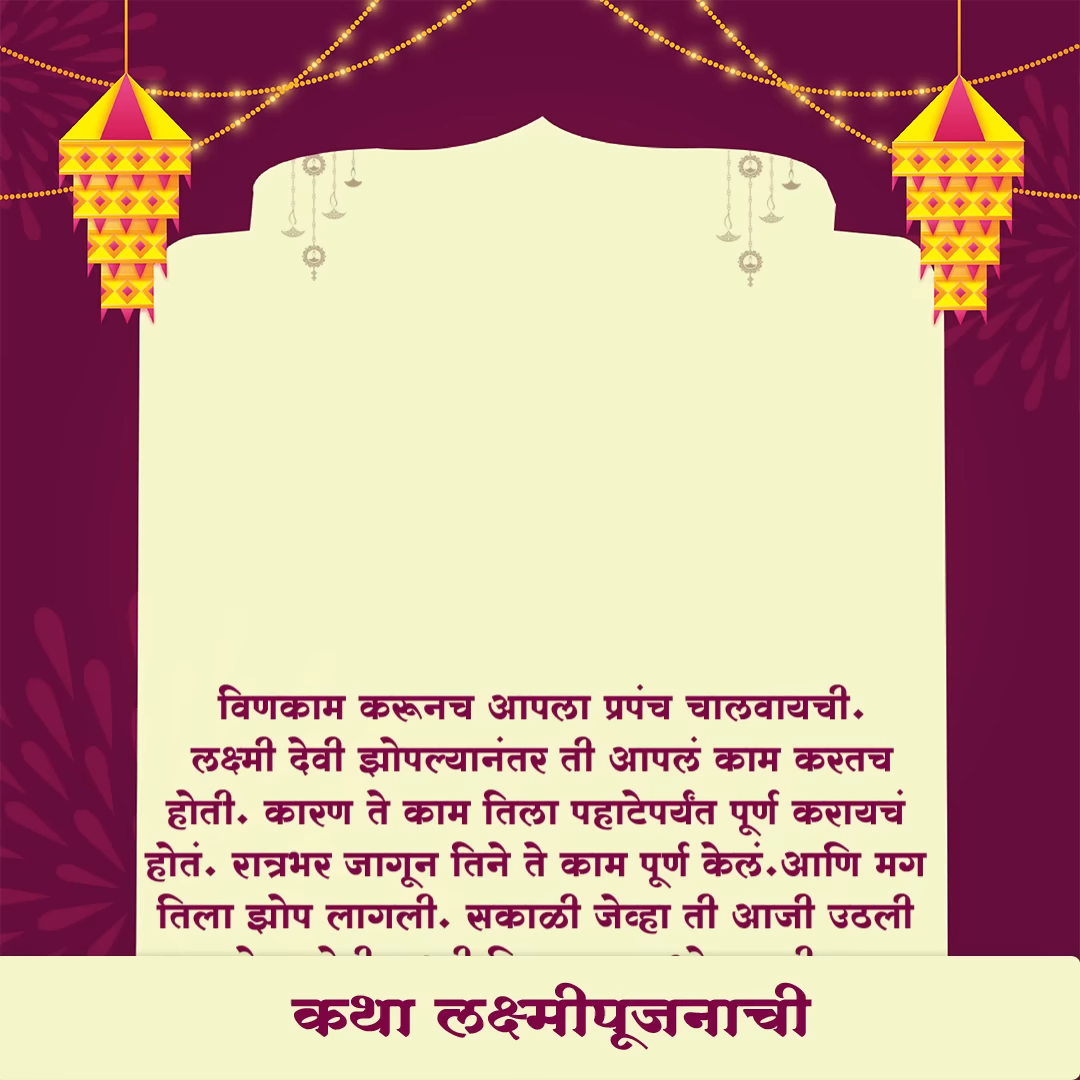 विणकाम करूनच आपला प्रपंच चालवायची.
लक्ष्मी देवी झोपल्यानंतर ती आपलं काम करतच
होती. कारण ते काम तिला पहाटेपर्यंत पूर्ण करायचं
होतं. रात्रभर जागून तिने ते काम पूर्ण केलं.आणि मग
तिला झोप लागली. सकाळी जेव्हा ती आजी उठली
कथा लक्ष्मीपूजनाची